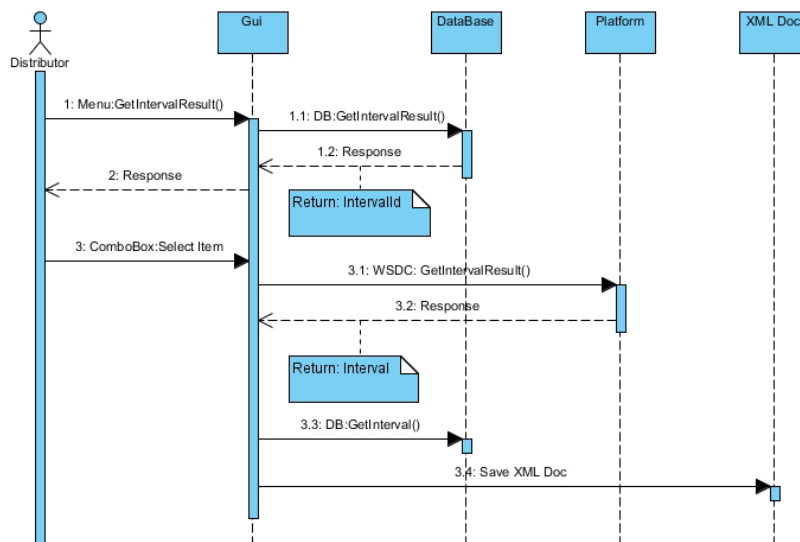 Gui
DataBase
Platform
XML Doc
Distributor
1: Menu:GetIntervalResult()
1.1: DB:GetIntervalResult()
1.2: Response
2: Response
Return: IntervalId
3: ComboBox:Select Item
3.1: WSDC: GetIntervalResult()
3.2: Response
Return: Interval
3.3: DB:GetInterval()
3.4: Save XML Doc